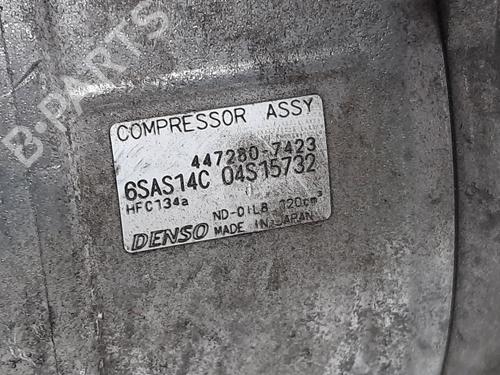 B-PARTS
COMPRESSOR ASSY
447280-7423
6SAS14C 04S15732
HFC134a
ND-OIL8 120cm³
DENSO MADE IN JAPAN